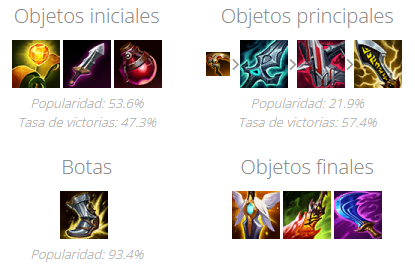 Objetos iniciales
Popularidad: 53.6%
Tasa de victorias: 47.3%
Objetos principales
Popularidad: 21.9%
Tasa de victorias: 57.4%
Botas
Popularidad: 93.4%
Objetos finales